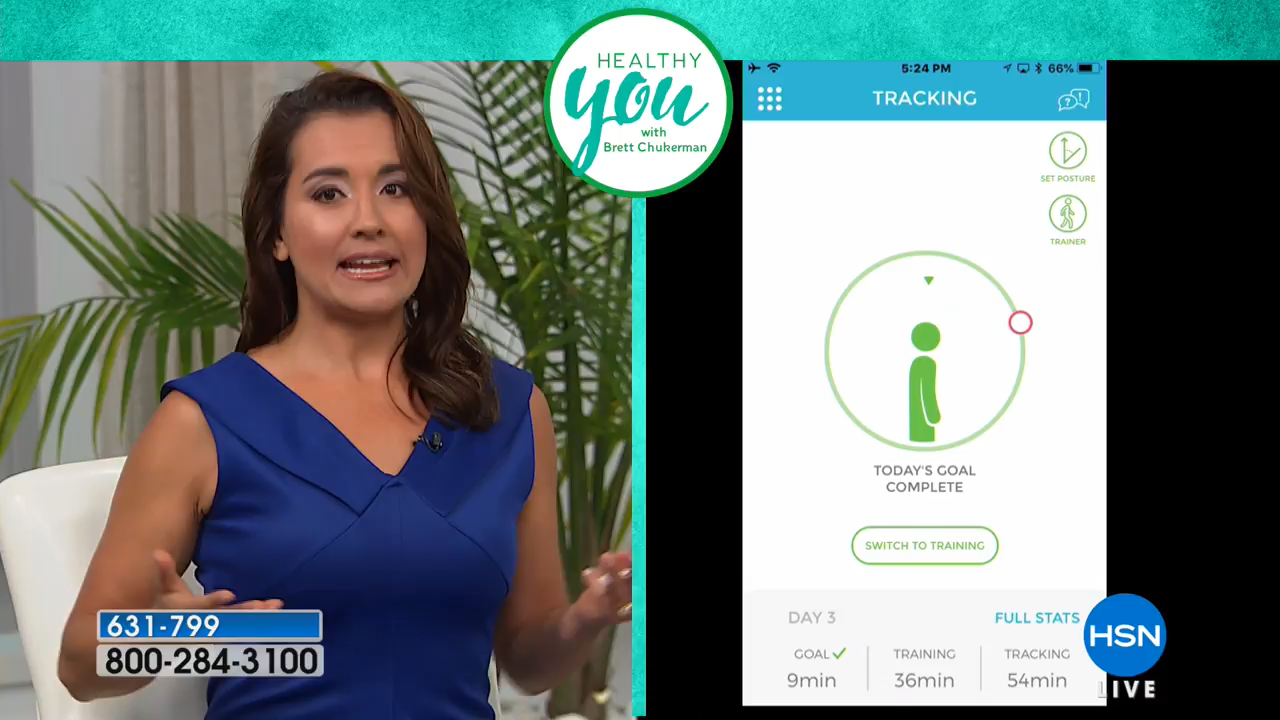 HEALTHY
you
with
Brett Chukerman
5:24 PM
66%
TRACKING
? !
SET POSTURE
TRAINER
TODAY'S GOAL
COMPLETE
SWITCH TO TRAINING
DAY 3
FULL STATS
GOAL
TRAINING
TRACKING
9min
36min
54min
631-799
800-284-3100
HSN
LIVE